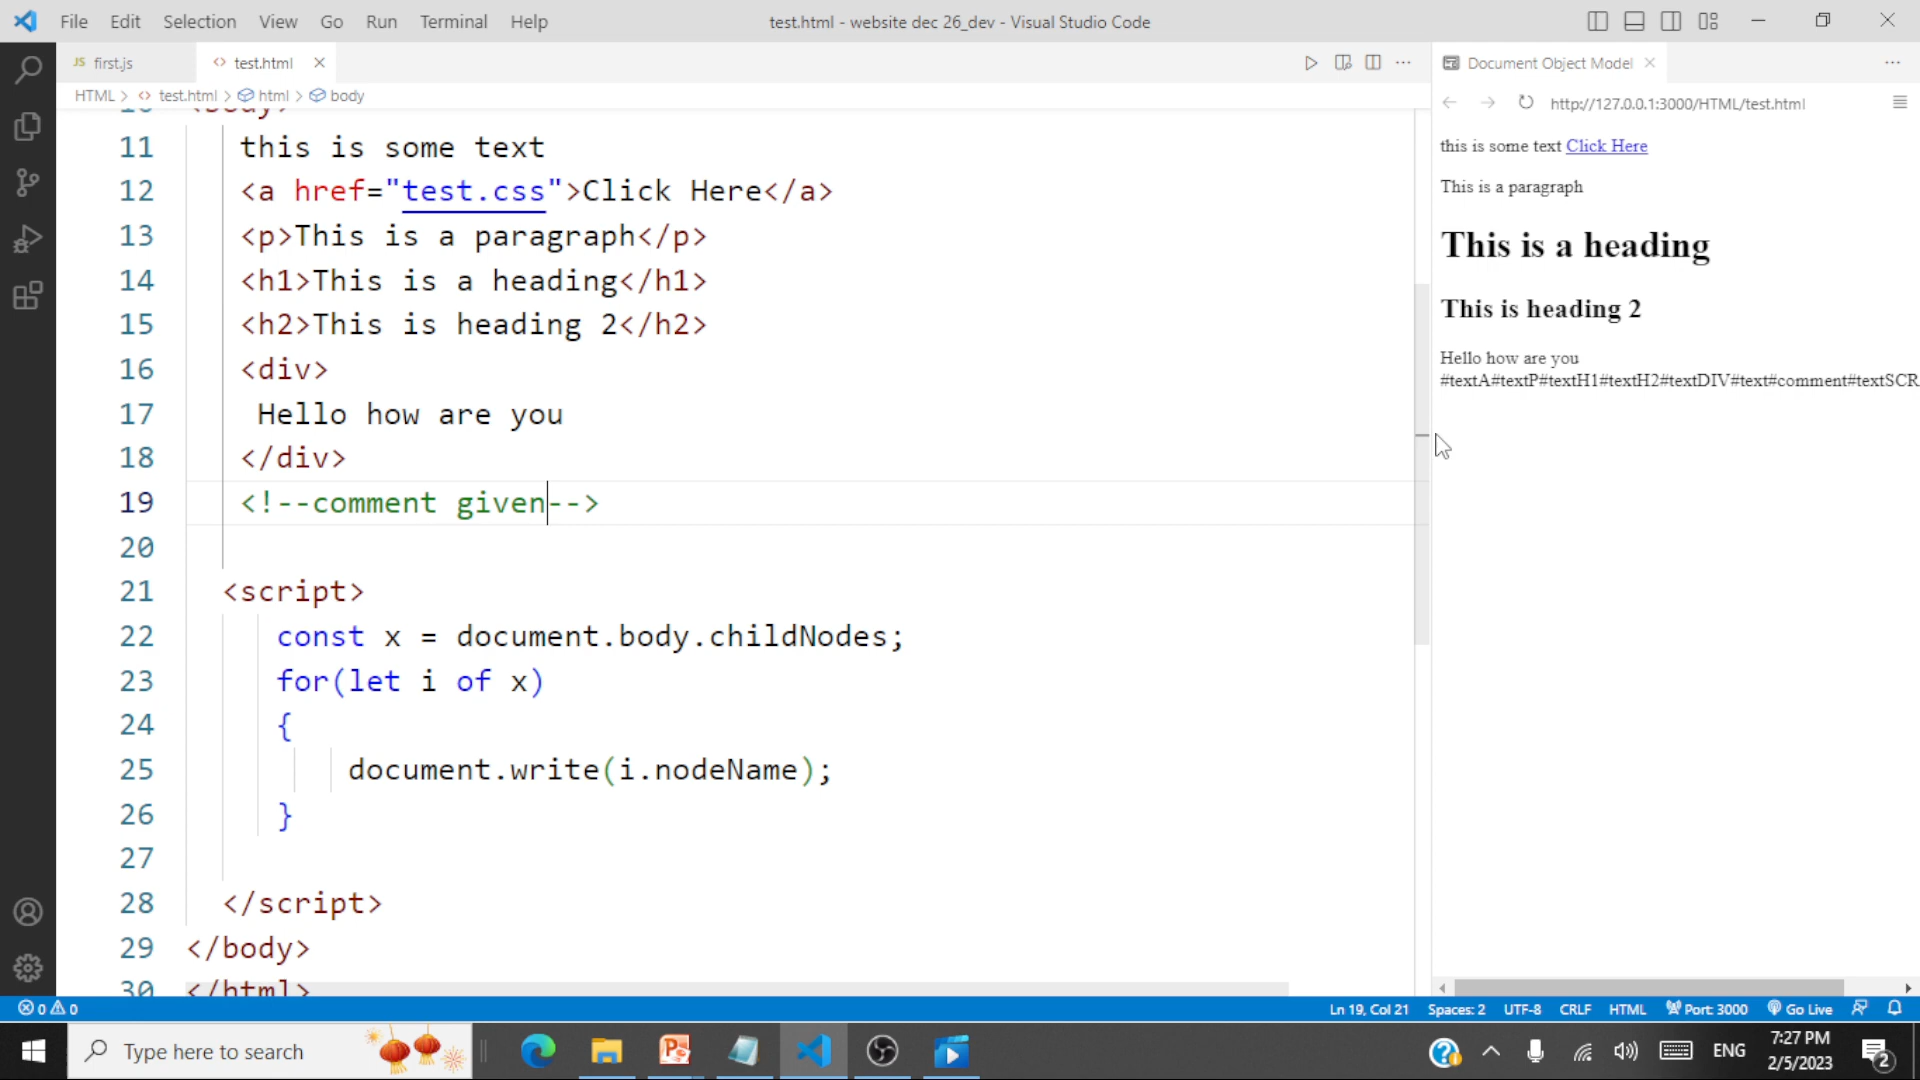 File Edit Selection View Go Run Terminal Help
test.html - website dec 26_dev - Visual Studio Code
JS first.js
<> test.html
Document Object Model
HTML > <> test.html > html > body
http://127.0.0.1:3000/HTML/test.html
10 <body>
11 this is some text
12 <a href="test.css">Click Here</a>
13 <p>This is a paragraph</p>
14 <h1>This is a heading</h1>
15 <h2>This is heading 2</h2>
16 <div>
17 Hello how are you
18 </div>
19 <!--comment given-->
20
21 <script>
22 const x = document.body.childNodes;
23 for(let i of x)
24 {
25 document.write(i.nodeName);
26 }
27
28 </script>
29 </body>
30 </html>
this is some text Click Here
This is a paragraph
This is a heading
This is heading 2
Hello how are you
#textA#textP#textH1#textH2#textDIV#text#comment#textSCR
0 0
Ln 19, Col 21 Spaces: 2 UTF-8 CRLF HTML Port: 3000 Go Live
Type here to search
ENG
7:27 PM
2/5/2023
2